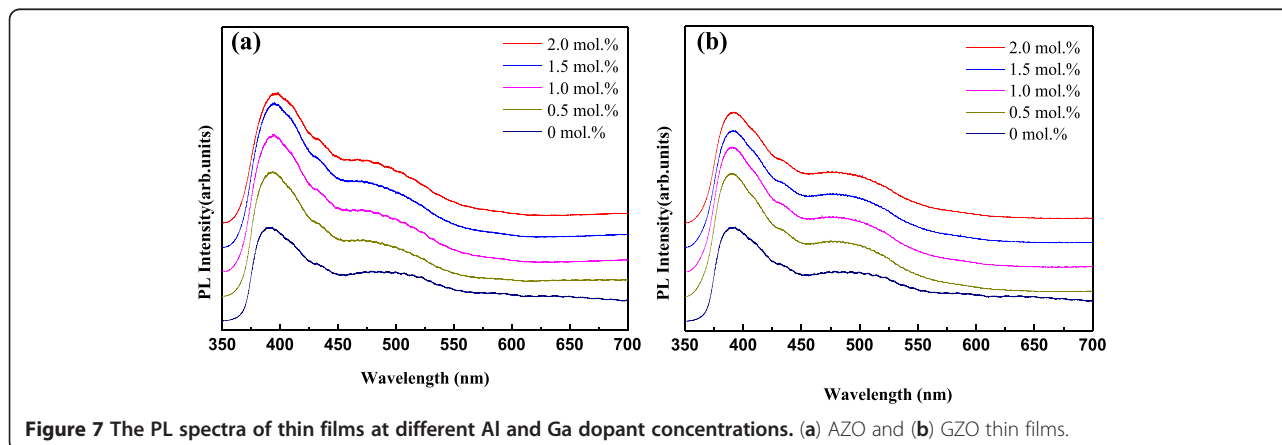 (a)
2.0 mol.%
1.5 mol.%
1.0 mol.%
0.5 mol.%
0 mol.%
PL Intensity(arb.units)
350 400 450 500 550 600 650 700
Wavelength (nm)
(b)
2.0 mol.%
1.5 mol.%
1.0 mol.%
0.5 mol.%
0 mol.%
PL Intensity(arb.units)
350 400 450 500 550 600 650 700
Wavelength (nm)
Figure 7 The PL spectra of thin films at different Al and Ga dopant concentrations. (a) AZO and (b) GZO thin films.